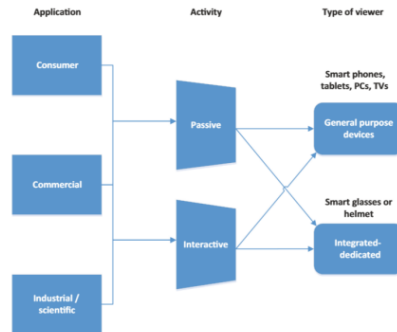 Application
Activity
Type of viewer
Consumer
Commercial
Industrial /
scientific
Passive
Interactive
Smart phones,
tablets, PCs, TVs
General purpose
devices
Smart glasses or
helmet
Integrated-
dedicated